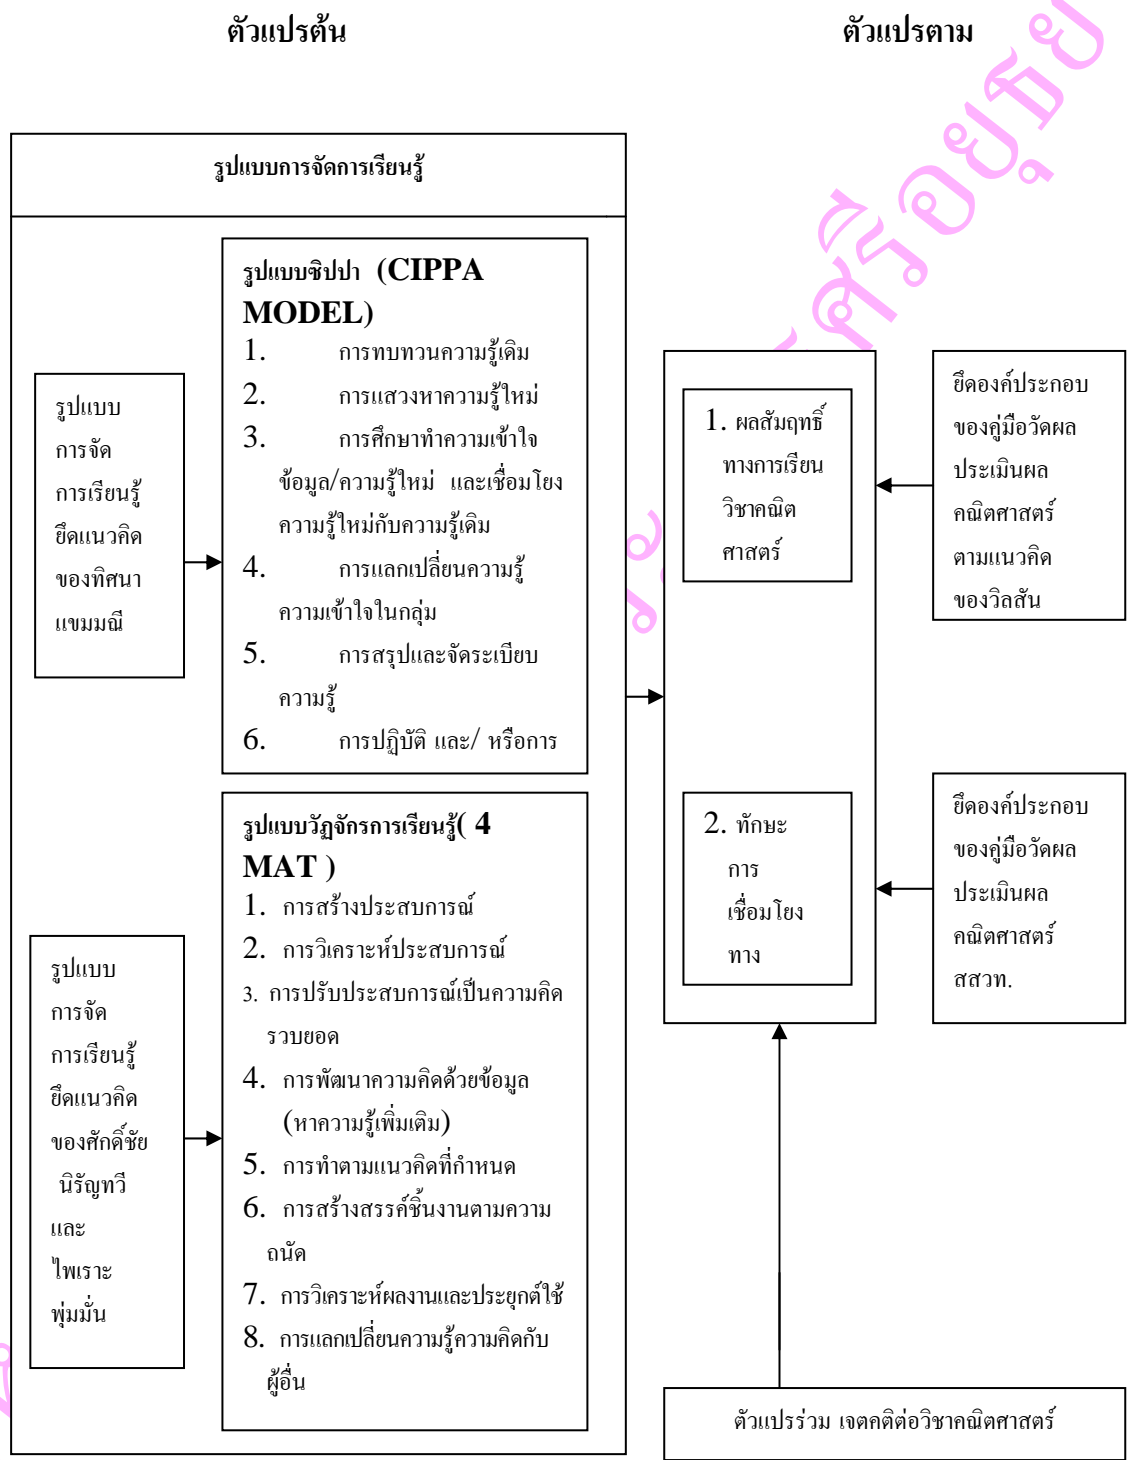 ตัวแปรต้น
ตัวแปรตาม
รูปแบบการจัดการเรียนรู้
รูปแบบ
การจัด
การเรียนรู้
ยึดแนวคิด
ของทิศนา
แขมมณี
รูปแบบซิปปา (CIPPA
MODEL)
1. การทบทวนความรู้เดิม
2. การแสวงหาความรู้ใหม่
3. การศึกษาทำความเข้าใจ
ข้อมูล/ความรู้ใหม่ และเชื่อมโยง
ความรู้ใหม่กับความรู้เดิม
4. การแลกเปลี่ยนความรู้
ความเข้าใจในกลุ่ม
5. การสรุปและจัดระเบียบ
ความรู้
6. การปฏิบัติ และ/ หรือการ
รูปแบบ
การจัด
การเรียนรู้
ยึดแนวคิด
ของศักดิ์ชัย
นิรัญทวี
และ
ไพเราะ
พุ่มมั่น
รูปแบบวัฏจักรการเรียนรู้( 4
MAT )
1. การสร้างประสบการณ์
2. การวิเคราะห์ประสบการณ์
3. การปรับประสบการณ์เป็นความคิด
รวบยอด
4. การพัฒนาความคิดด้วยข้อมูล
(หาความรู้เพิ่มเติม)
5. การทำตามแนวคิดที่กำหนด
6. การสร้างสรรค์ชิ้นงานตามความ
ถนัด
7. การวิเคราะห์ผลงานและประยุกต์ใช้
8. การแลกเปลี่ยนความรู้ความคิดกับ
ผู้อื่น
1. ผลสัมฤทธิ์
ทางการเรียน
วิชาคณิต
ศาสตร์
2. ทักษะ
การ
เชื่อมโยง
ทาง
ยึดองค์ประกอบ
ของคู่มือวัดผล
ประเมินผล
คณิตศาสตร์
ตามแนวคิด
ของวิลสัน
ยึดองค์ประกอบ
ของคู่มือวัดผล
ประเมินผล
คณิตศาสตร์
สสวท.
ตัวแปรร่วม เจตคติต่อวิชาคณิตศาสตร์